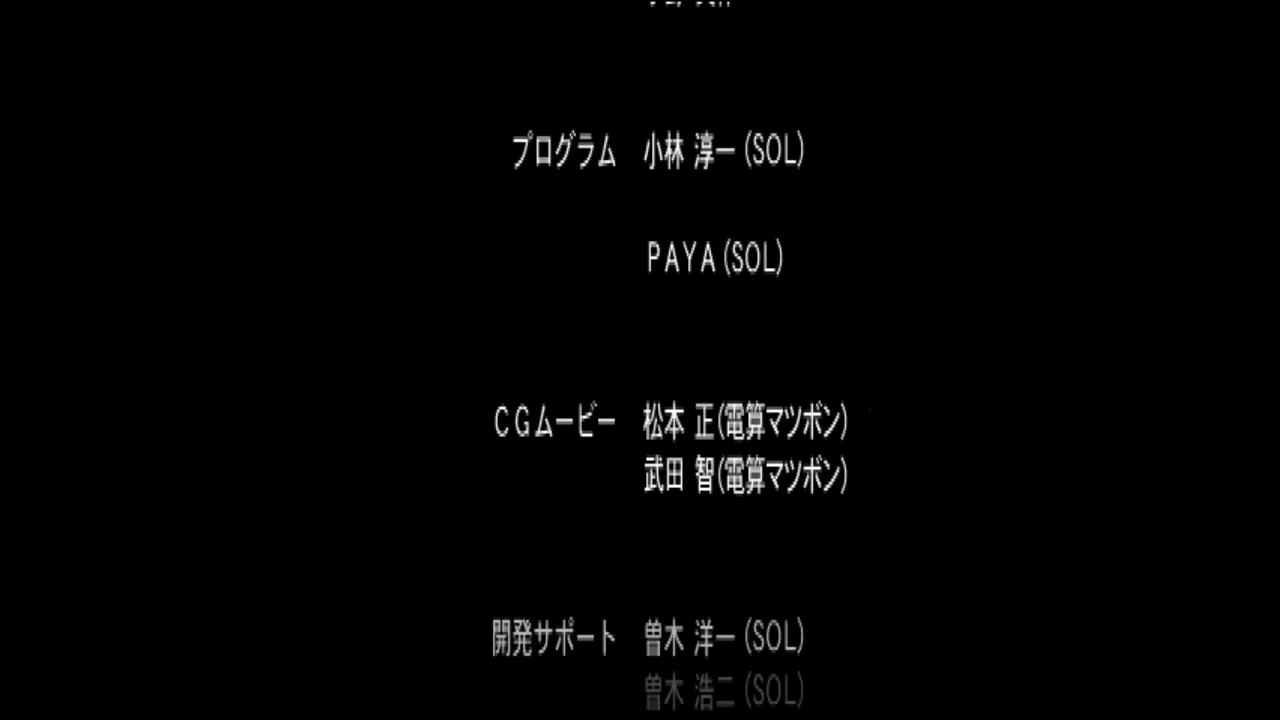 プログラム 小林 淳一(SOL)
PAYA(SOL)
CGムービー 松本 正(電算マツボン)
武田 智(電算マツボン)
開発サポート 曽木 洋一(SOL)
曽木 浩二(SOL)